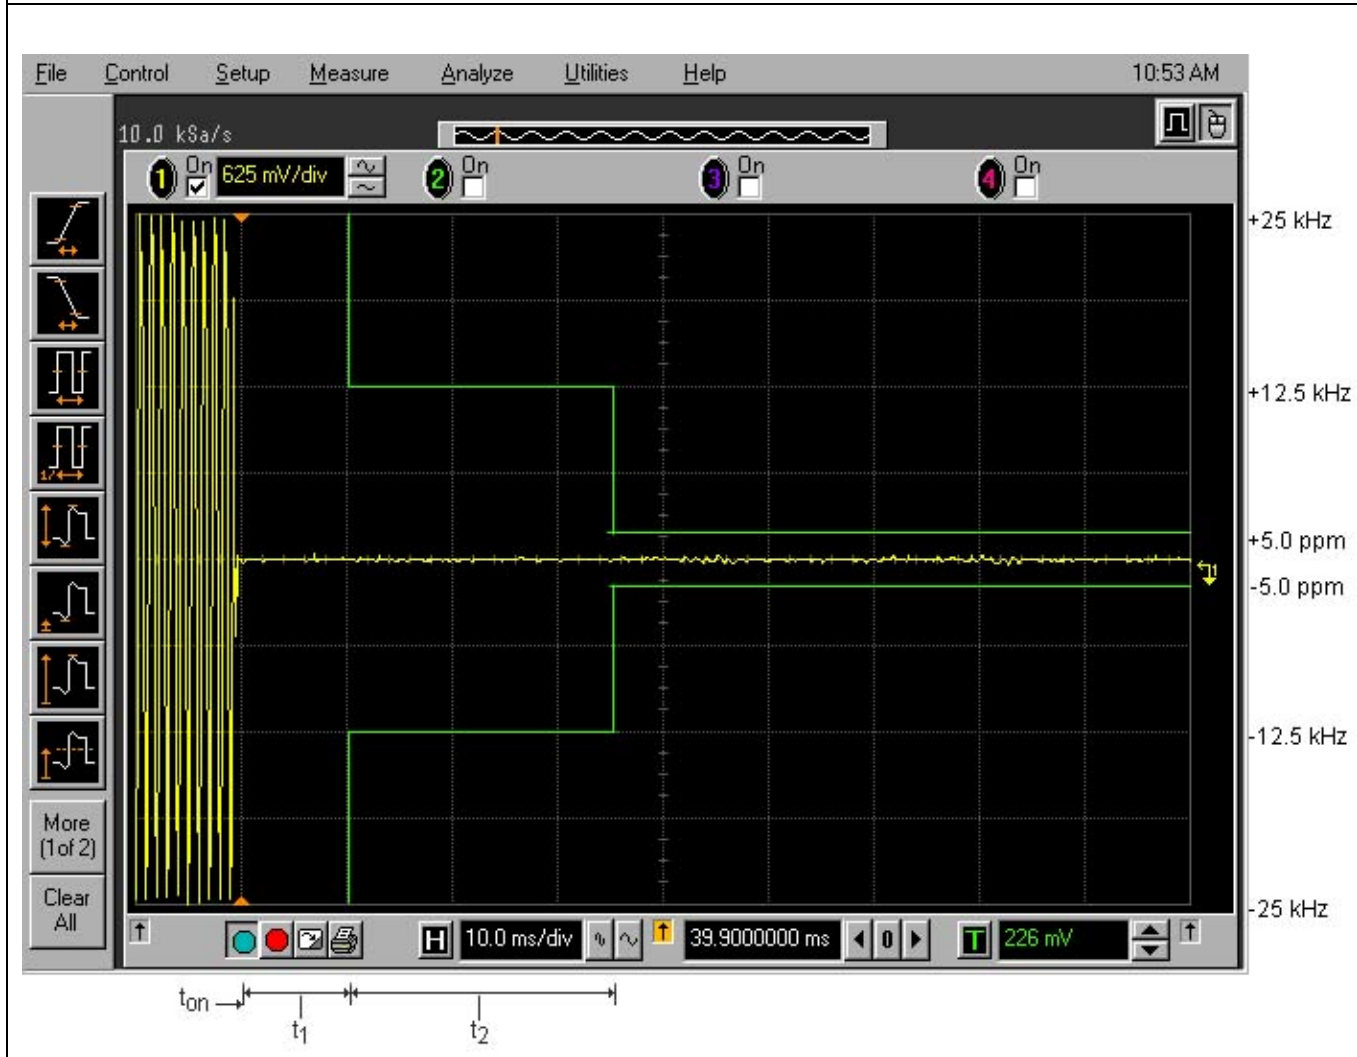 File Control Setup Measure Analyze Utilities Help 10:53 AM
10.0 kSa/s
1 On 625 mV/div 2 On 3 On 4 On
+25 kHz
+12.5 kHz
+5.0 ppm
-5.0 ppm
-12.5 kHz
-25 kHz
1
1/
More
(1of 2)
Clear
All
H 10.0 ms/div 39.9000000 ms 0 T 226 mV
ton
t1
t2